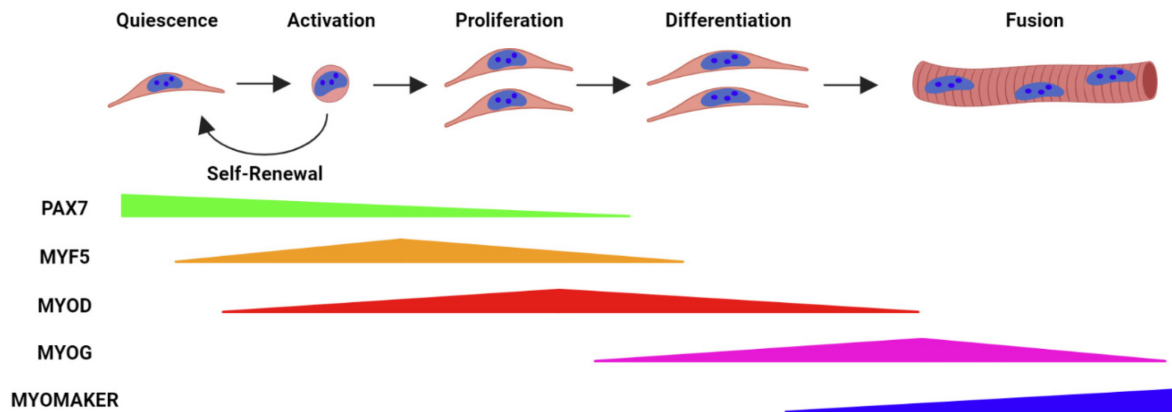 Quiescence Activation Proliferation Differentiation Fusion
Self-Renewal
PAX7
MYF5
MYOD
MYOG
MYOMAKER